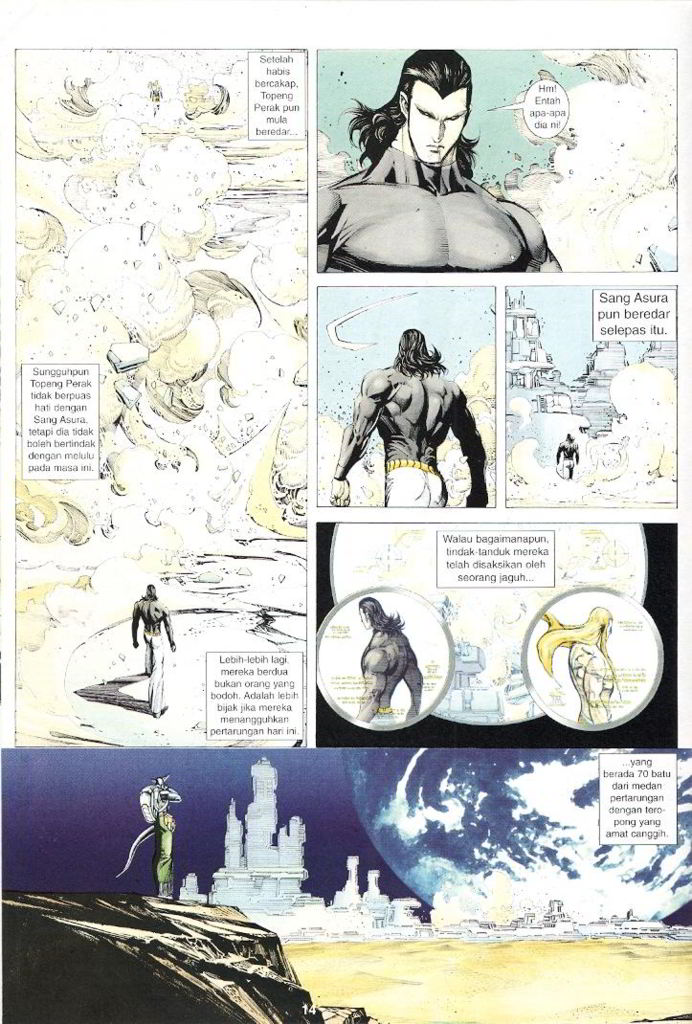 Setelah
habis
bercakap,
Topeng
Perak pun
mula
beredar...
Sungguhpun
Topeng Perak
tidak berpuas
hati dengan
Sang Asura,
tetapi dia tidak
boleh bertindak
dengan melulu
pada masa ini.
Lebih-lebih lagi,
mereka berdua
bukan orang yang
bodoh. Adalah lebih
bijak jika mereka
menangguhkan
pertarungan hari ini.
Hm!
Entah
apa-apa
dia ni!
Sang Asura
pun beredar
selepas itu.
Walau bagaimanapun,
tindak-tanduk mereka
telah disaksikan oleh
seorang jaguh...
...yang
berada 70 batu
dari medan
pertarungan
dengan tero-
pong yang
amat canggih.
14